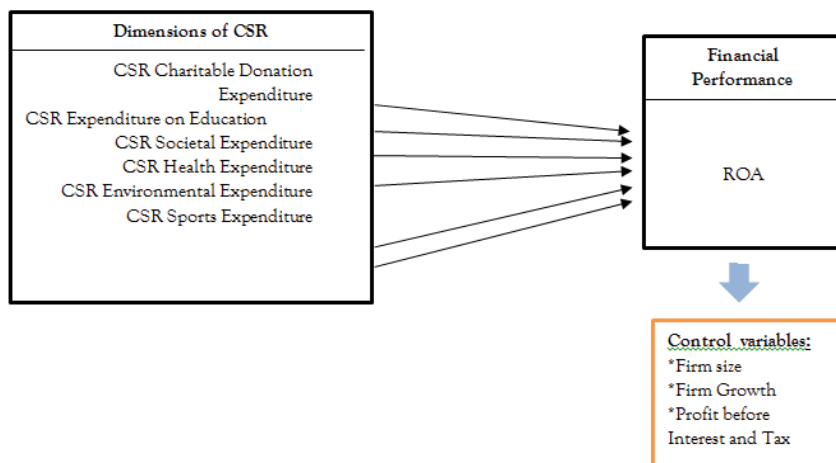 Dimensions of CSR
CSR Charitable Donation
Expenditure
CSR Expenditure on Education
CSR Societal Expenditure
CSR Health Expenditure
CSR Environmental Expenditure
CSR Sports Expenditure
Financial
Performance
ROA
Control variables:
*Firm size
*Firm Growth
*Profit before
Interest and Tax